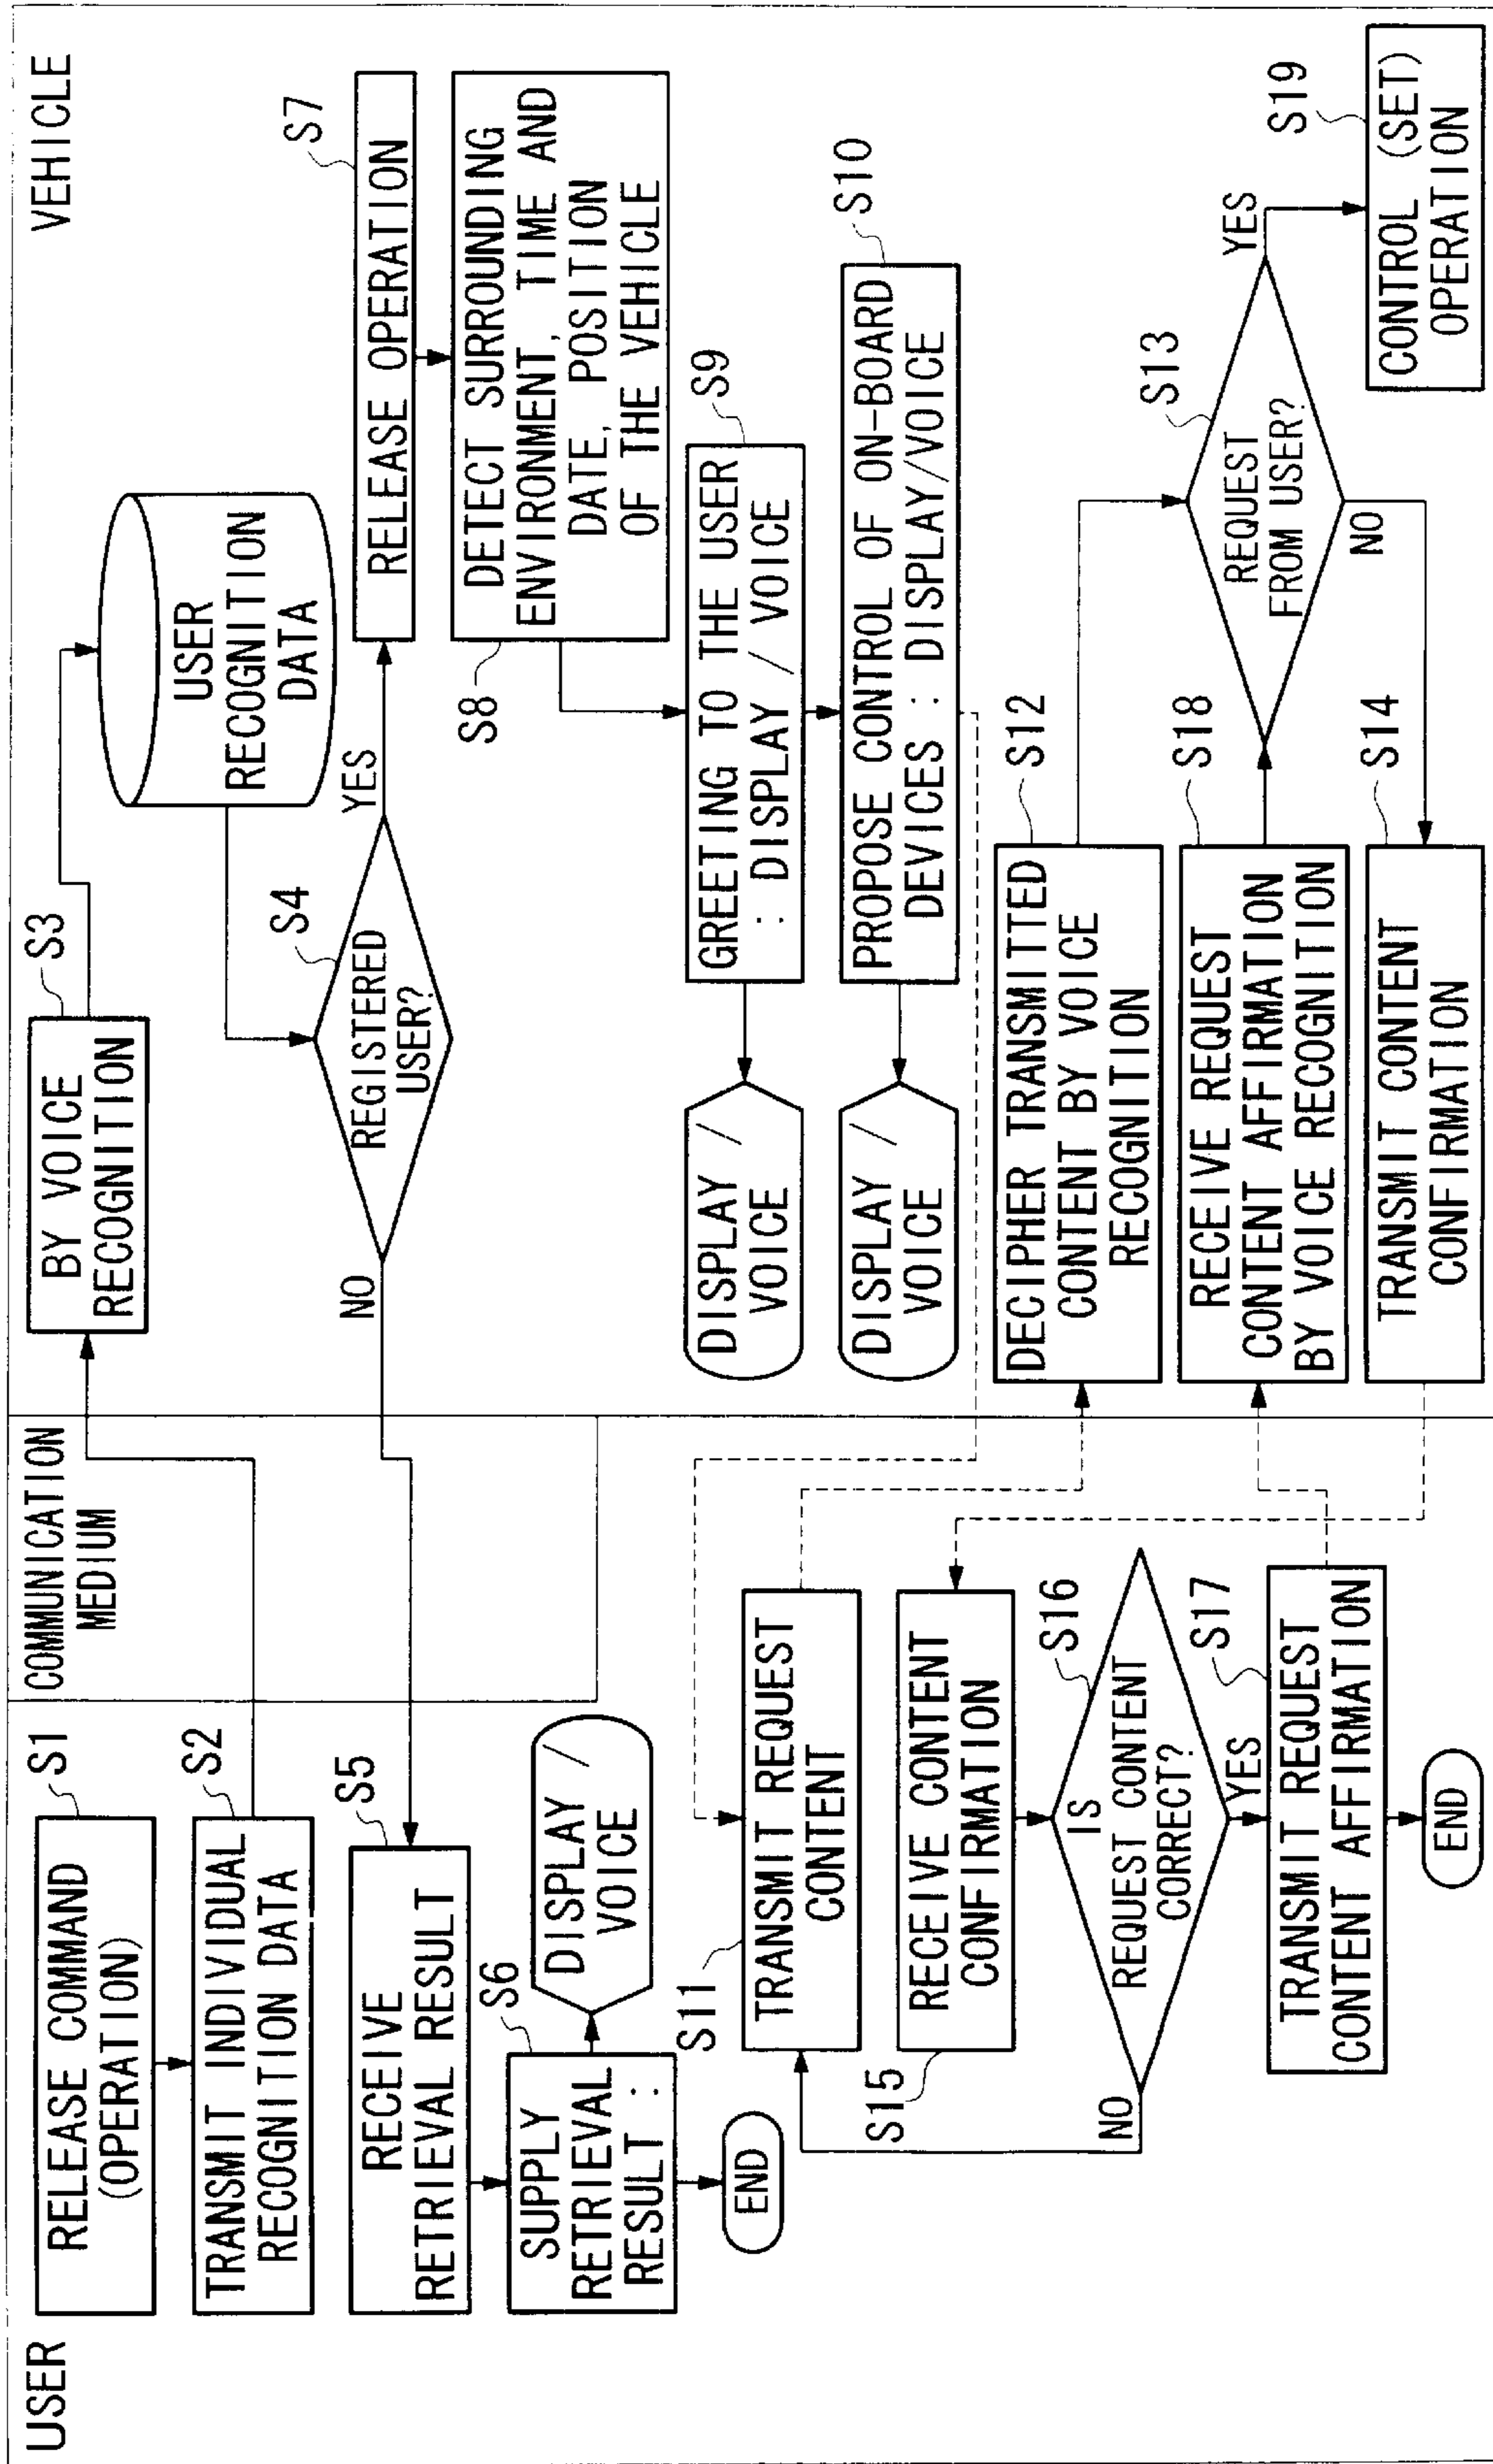 USER
COMMUNICATION
MEDIUM
VEHICLE
S1
RELEASE COMMAND
(OPERATION)
S2
TRANSMIT INDIVIDUAL
RECOGNITION DATA
S3
BY VOICE
RECOGNITION
USER
RECOGNITION
DATA
S4
REGISTERED
USER?
NO
YES
S5
RECEIVE
RETRIEVAL RESULT
S6
SUPPLY
RETRIEVAL
RESULT :
DISPLAY /
VOICE
END
S7
RELEASE OPERATION
S8
DETECT SURROUNDING
ENVIRONMENT, TIME AND
DATE, POSITION
OF THE VEHICLE
S9
GREETING TO THE USER
: DISPLAY / VOICE
DISPLAY /
VOICE
S10
PROPOSE CONTROL OF ON-BOARD
DEVICES : DISPLAY/VOICE
DISPLAY /
VOICE
S11
TRANSMIT REQUEST
CONTENT
S12
DECIPHER TRANSMITTED
CONTENT BY VOICE
RECOGNITION
S13
REQUEST
FROM USER?
YES
NO
S15
RECEIVE CONTENT
CONFIRMATION
S18
RECEIVE REQUEST
CONTENT AFFIRMATION
BY VOICE RECOGNITION
S16
IS
REQUEST CONTENT
CORRECT?
NO
YES
S14
TRANSMIT CONTENT
CONFIRMATION
S17
TRANSMIT REQUEST
CONTENT AFFIRMATION
END
S19
CONTROL (SET)
OPERATION